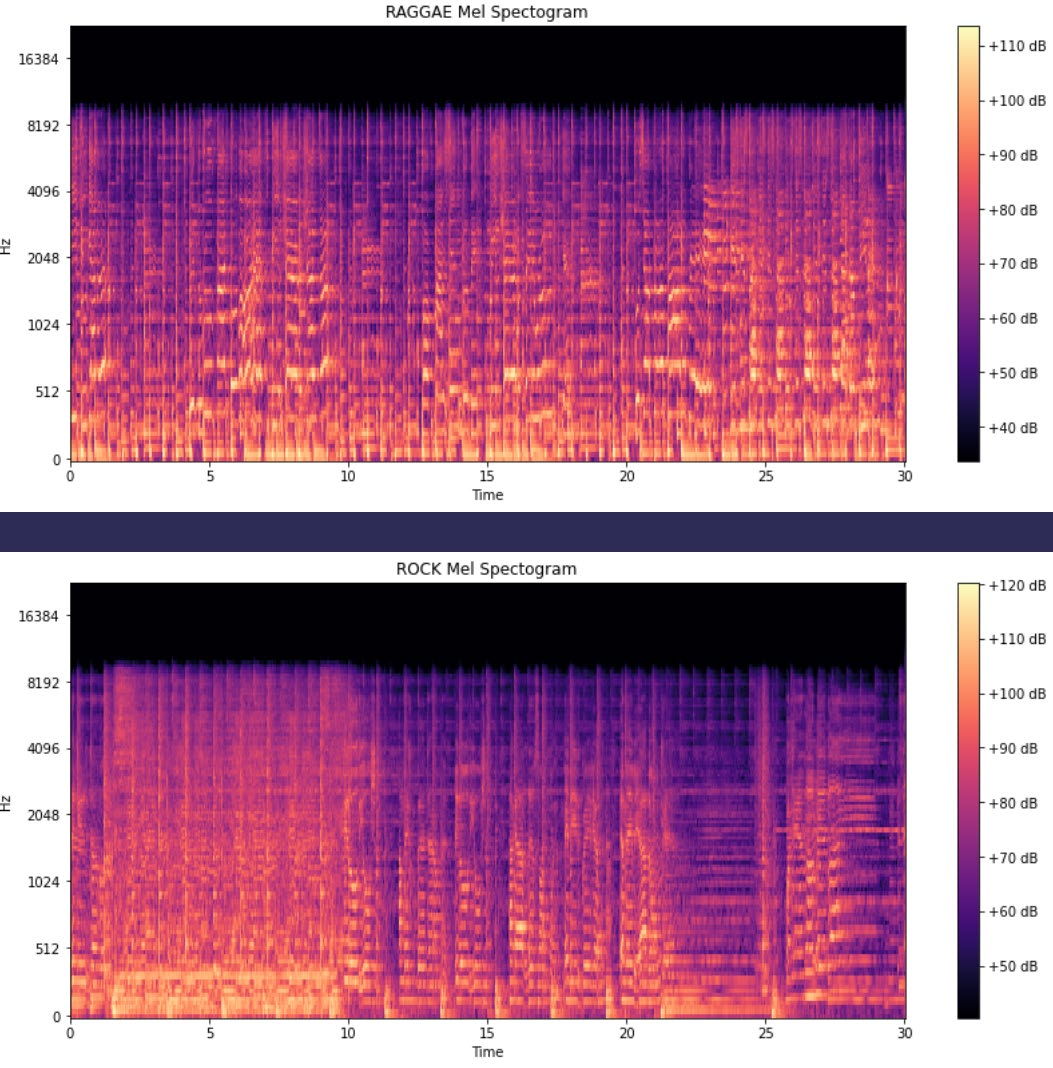 RAGGAE Mel Spectogram
16384
8192
4096
2048
1024
512
0
Hz
0 5 10 15 20 25 30
Time
+110 dB
+100 dB
+90 dB
+80 dB
+70 dB
+60 dB
+50 dB
+40 dB
ROCK Mel Spectogram
16384
8192
4096
2048
1024
512
0
Hz
0 5 10 15 20 25 30
Time
+120 dB
+110 dB
+100 dB
+90 dB
+80 dB
+70 dB
+60 dB
+50 dB